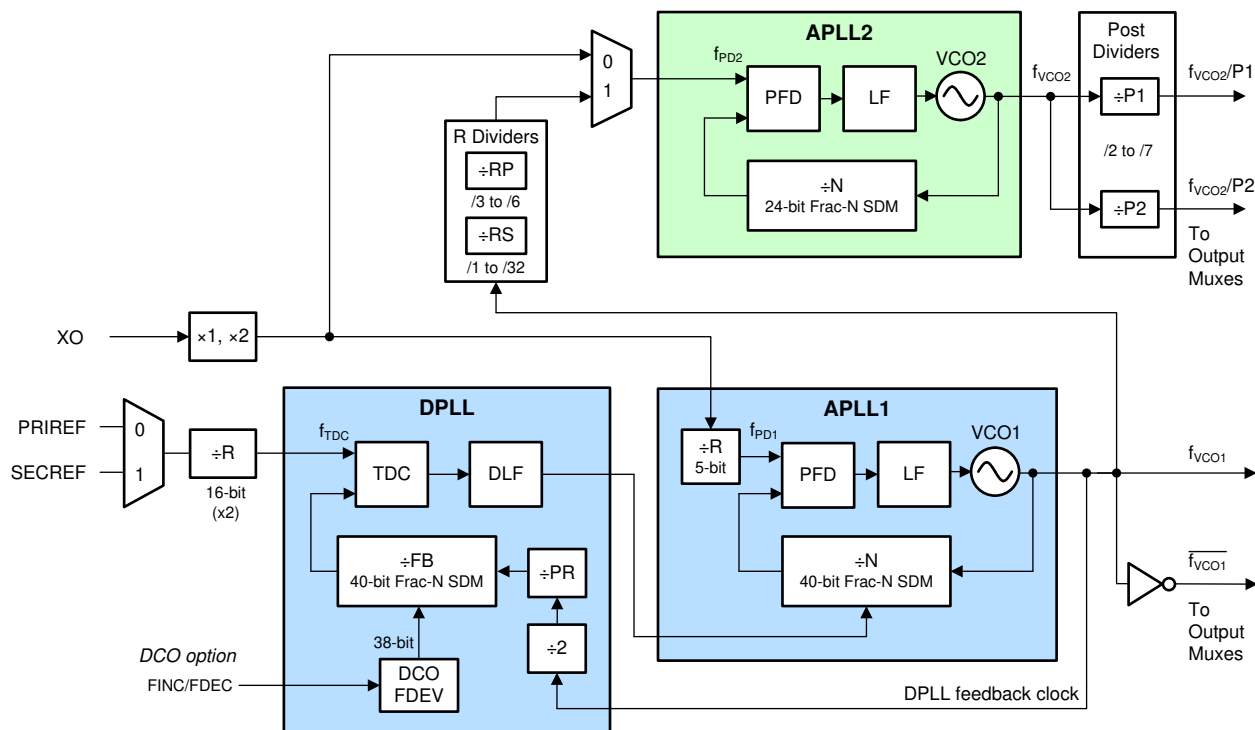 APLL2
Post
Dividers
VCO2
0
1
fPD2
PFD
LF
fVCO2
÷P1
fVCO2/P1
/2 to /7
R Dividers
÷RP
/3 to /6
÷RS
/1 to /32
÷N
24-bit Frac-N SDM
÷P2
fVCO2/P2
To
Output
Muxes
XO
×1, ×2
DPLL
APLL1
PRIREF
SECREF
0
1
÷R
16-bit
(x2)
fTDC
TDC
DLF
÷R
5-bit
fPD1
PFD
LF
VCO1
fVCO1
÷FB
40-bit Frac-N SDM
÷PR
÷2
÷N
40-bit Frac-N SDM
f̅V̅C̅O̅1̅
To
Output
Muxes
38-bit
DCO option
FINC/FDEC
DCO
FDEV
DPLL feedback clock